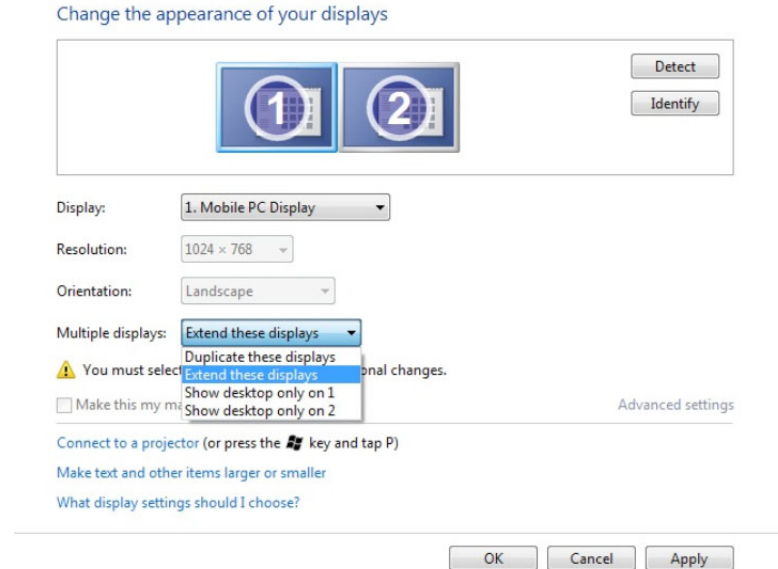 Change the appearance of your displays
1
2
Detect
Identify
Display: 1. Mobile PC Display
Resolution: 1024 × 768
Orientation: Landscape
Multiple displays: Extend these displays
Duplicate these displays
You must select onal changes.
Extend these displays
Show desktop only on 1
Make this my ma Advanced settings
Show desktop only on 2
Connect to a projector (or press the key and tap P)
Make text and other items larger or smaller
What display settings should I choose?
OK Cancel Apply